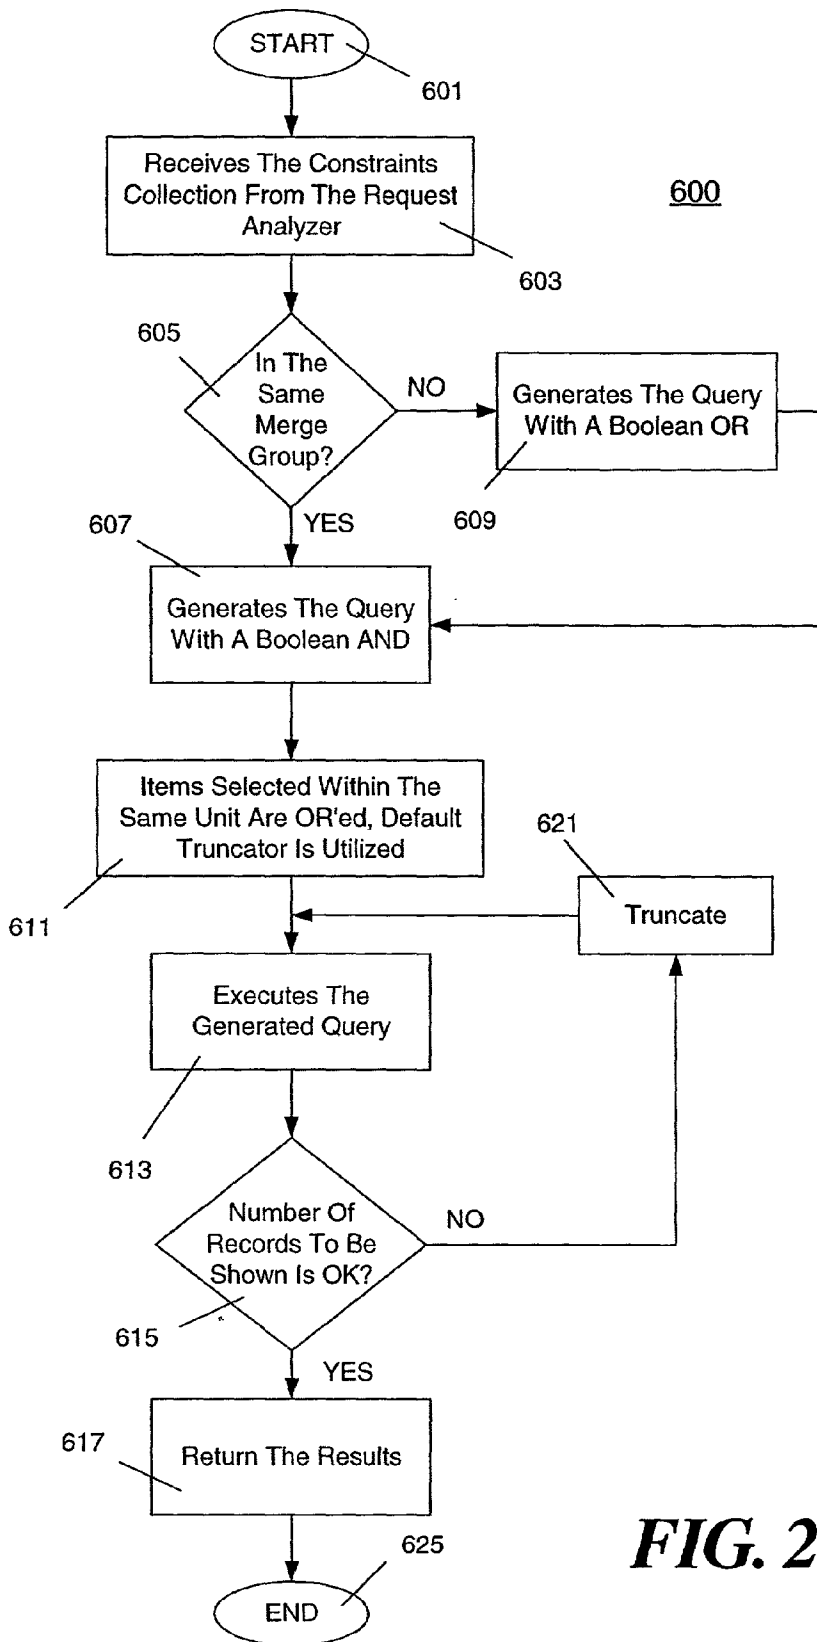 START
601
Receives The Constraints
Collection From The Request
Analyzer
600
603
605
In The
Same
Merge
Group?
NO
Generates The Query
With A Boolean OR
609
YES
607
Generates The Query
With A Boolean AND
Items Selected Within The
Same Unit Are OR'ed, Default
Truncator Is Utilized
611
621
Truncate
Executes The
Generated Query
613
Number Of
Records To Be
Shown Is OK?
NO
615
YES
617
Return The Results
625
END
FIG. 2